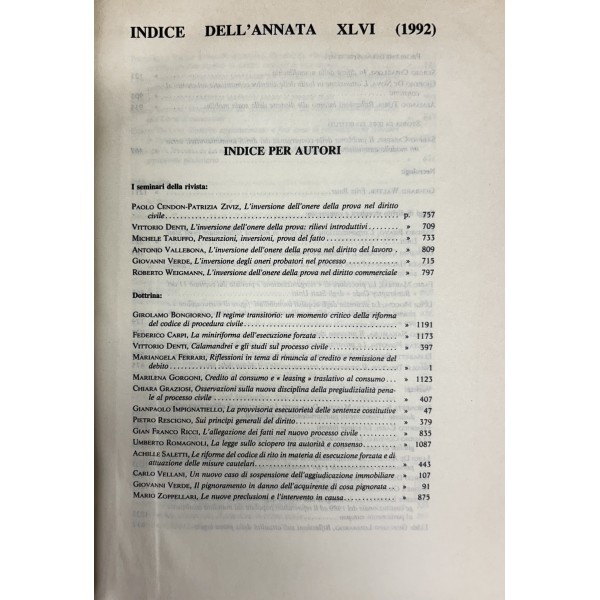 INDICE DELL'ANNATA XLVI (1992)
INDICE PER AUTORI
I seminari della rivista:
PAOLO CENDON-PATRIZIA ZIVIZ, L'inversione dell'onere della prova nel diritto
civile . . . p. 757
VITTORIO DENTI, L'inversione dell'onere della prova: rilievi introduttivi . . . » 709
MICHELE TARUFFO, Presunzioni, inversioni, prova del fatto . . . » 733
ANTONIO VALLEBONA, L'inversione dell'onere della prova nel diritto del lavoro . » 809
GIOVANNI VERDE, L'inversione degli oneri probatori nel processo . . . » 715
ROBERTO WEIGMANN, L'inversione dell'onere della prova nel diritto commerciale » 797
Dottrina:
GIROLAMO BONGIORNO, Il regime transitorio: un momento critico della riforma
del codice di procedura civile . . . » 1191
FEDERICO CARPI, La miniriforma dell'esecuzione forzata . . . » 1173
VITTORIO DENTI, Calamandrei e gli studi sul processo civile . . . » 397
MARIANGELA FERRARI, Riflessioni in tema di rinuncia al credito e remissione del
debito . . . » 1
MARILENA GORGONI, Credito al consumo e « leasing » traslativo al consumo . . . » 1123
CHIARA GRAZIOSI, Osservazioni sulla nuova disciplina della pregiudizialità pena-
le al processo civile . . . » 407
GIANPAOLO IMPAGNATIELLO, La provvisoria esecutorietà delle sentenze costitutive » 47
PIETRO RESCIGNO, Sui principi generali del diritto . . . » 379
GIAN FRANCO RICCI, L'allegazione dei fatti nel nuovo processo civile . . . » 835
UMBERTO ROMAGNOLI, La legge sullo sciopero tra autorità e consenso . . . » 1087
ACHILLE SALETTI, Le riforme del codice di rito in materia di esecuzione forzata e di
attuazione delle misure cautelari . . . » 443
CARLO VELLANI, Un nuovo caso di sospensione dell'aggiudicazione immobiliare » 107
GIOVANNI VERDE, Il pignoramento in danno dell'acquirente di cosa pignorata . . » 91
MARIO ZOPPELLARI, Le nuove preclusioni e l'intervento in causa . . . » 875